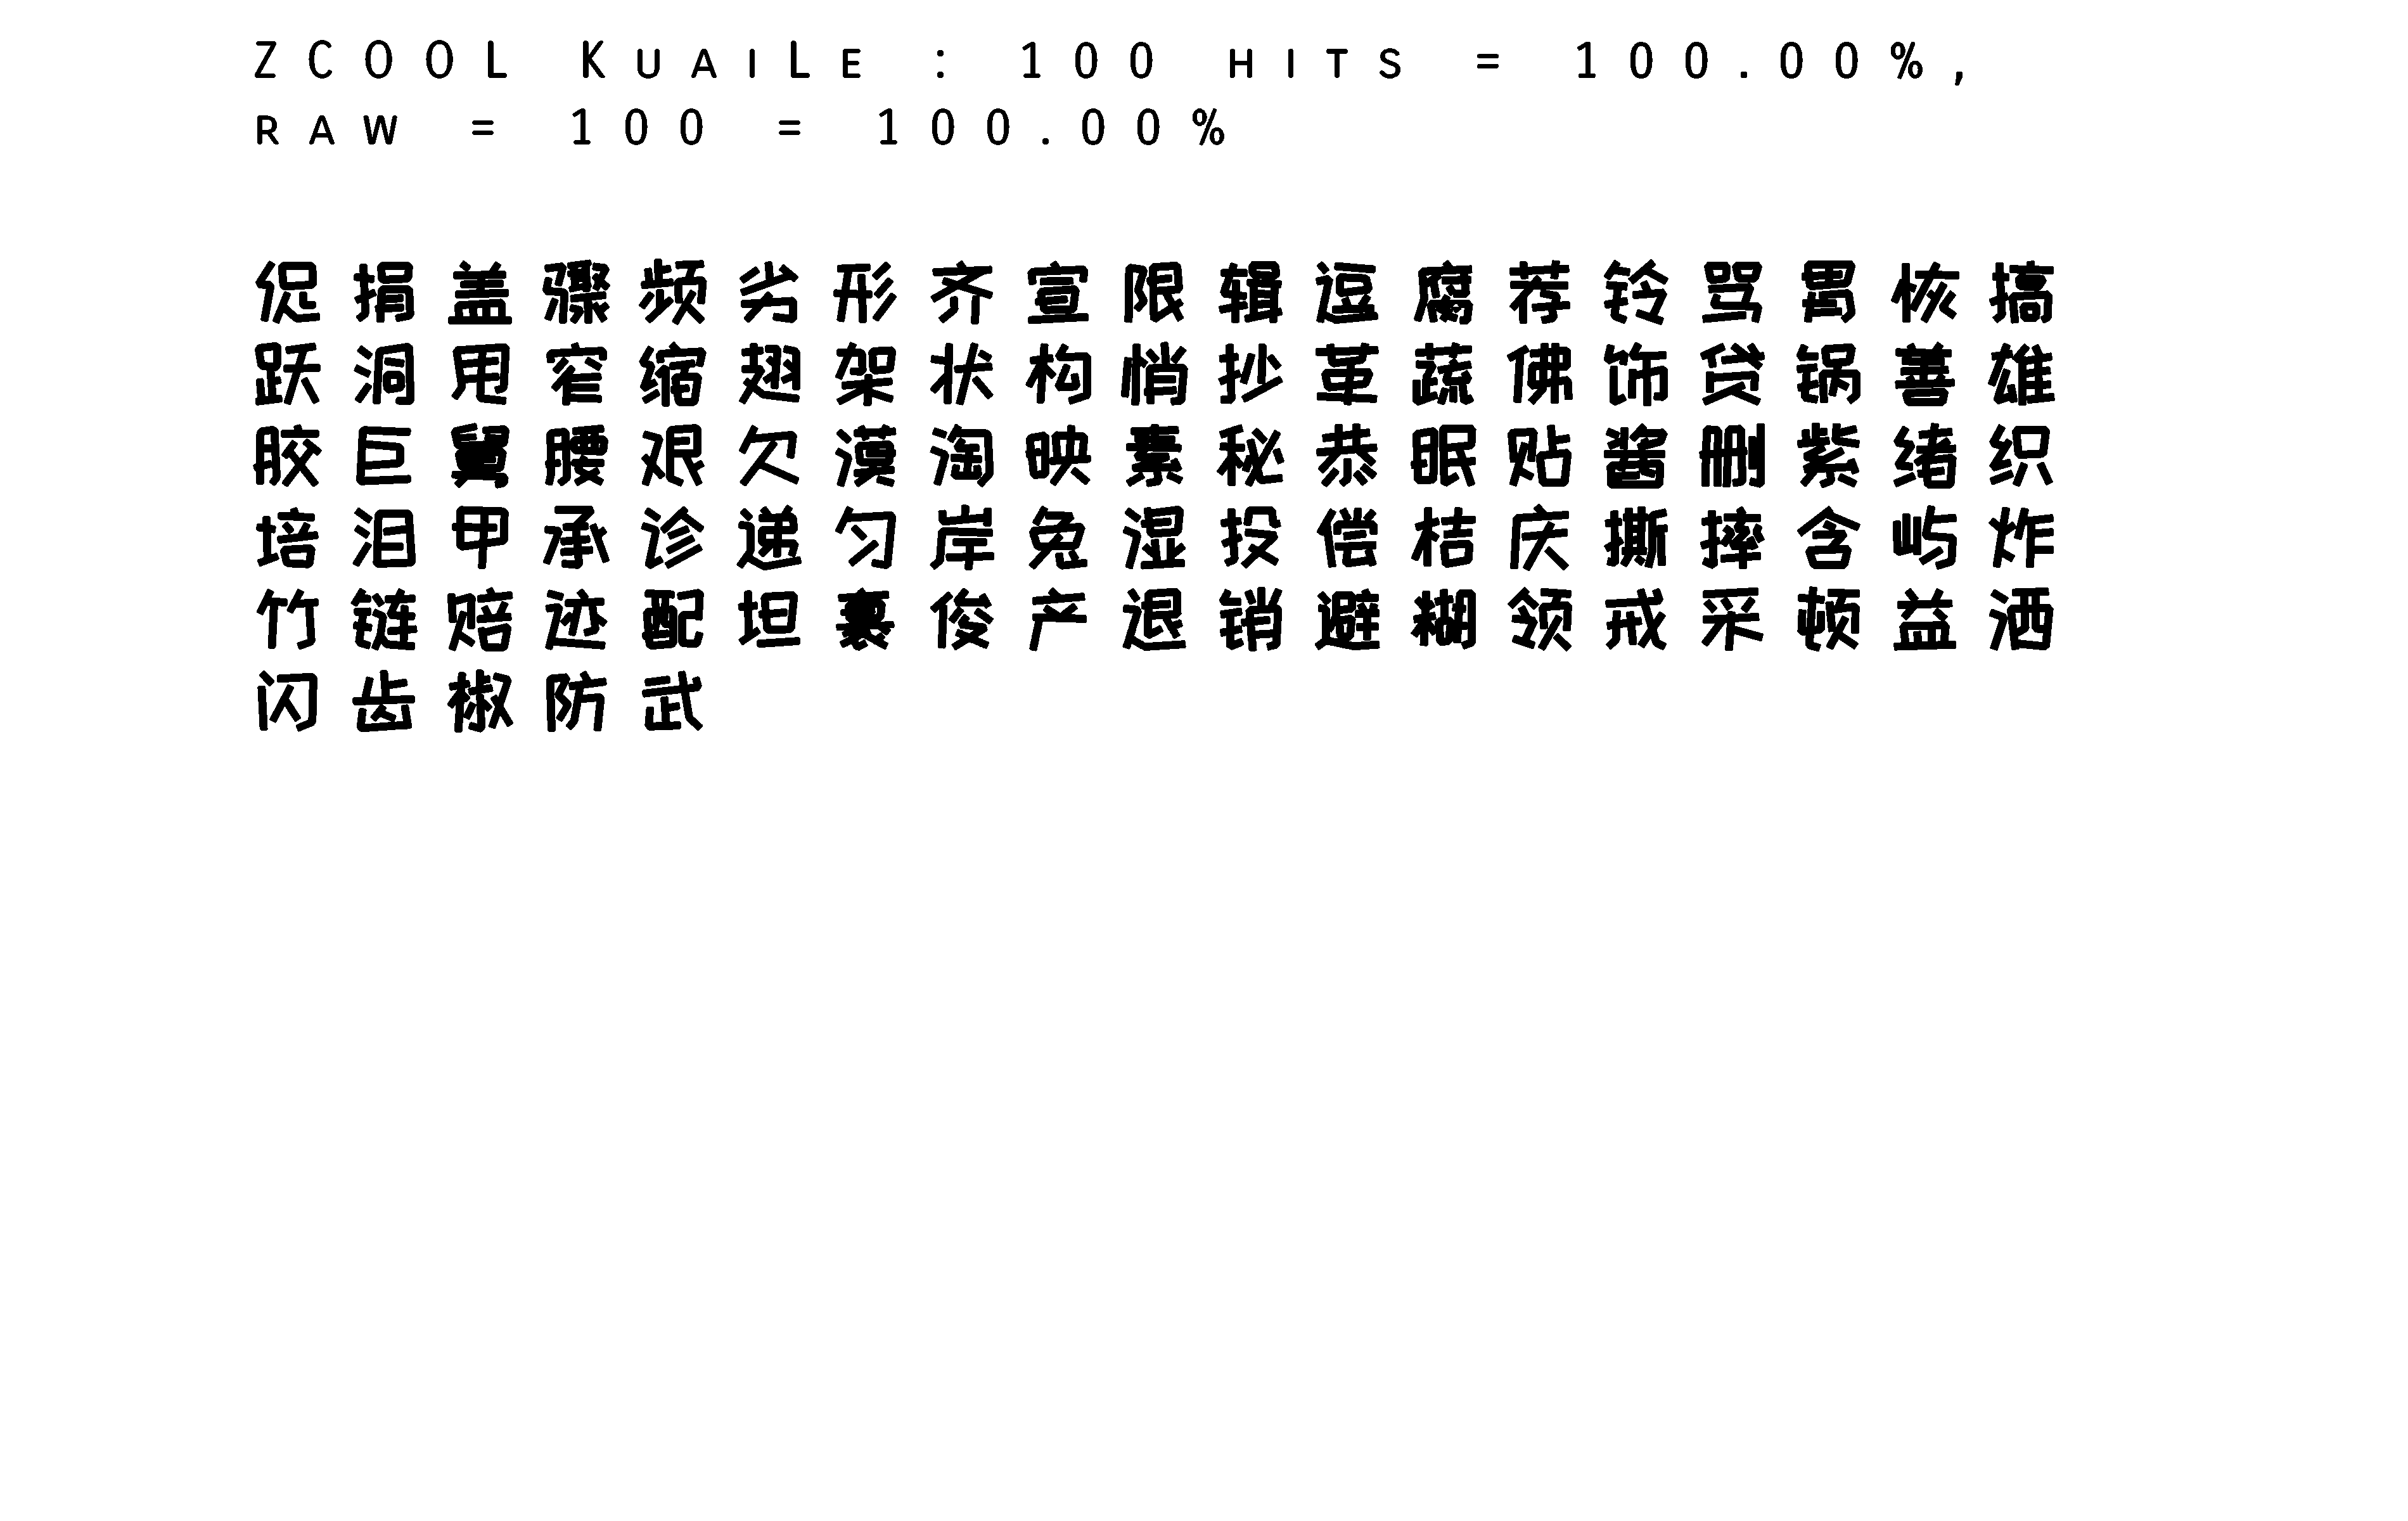 ZCOOL KuaiLe : 100 hits = 100.00%,
raw = 100 = 100.00%
促捐盖骤频劣形齐宣限辑逗腐荐铃骂胃恢搞
跃洞甩窄缩翅架状构悄抄革蔬佛饰贷锅善雄
胶巨舅腰艰欠漠淘映素秘恭眠贴酱删紫绪织
培泪甲承诊递匀岸免湿投偿桔庆撕摔含屿炸
竹链赔迹配坦裹俊产退销避糊领戒采顿益洒
闪齿椒防武